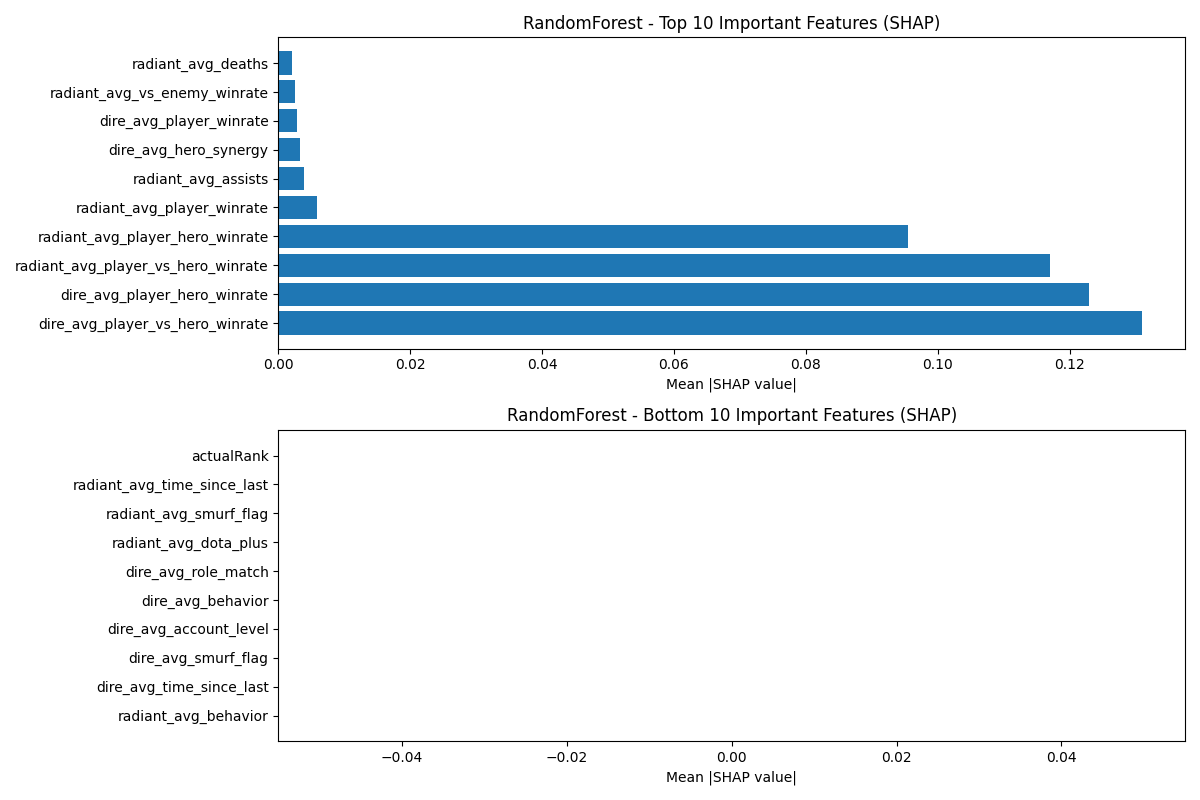 RandomForest - Top 10 Important Features (SHAP)
radiant_avg_deaths
radiant_avg_vs_enemy_winrate
dire_avg_player_winrate
dire_avg_hero_synergy
radiant_avg_assists
radiant_avg_player_winrate
radiant_avg_player_hero_winrate
radiant_avg_player_vs_hero_winrate
dire_avg_player_hero_winrate
dire_avg_player_vs_hero_winrate
0.00 0.02 0.04 0.06 0.08 0.10 0.12
Mean |SHAP value|
RandomForest - Bottom 10 Important Features (SHAP)
actualRank
radiant_avg_time_since_last
radiant_avg_smurf_flag
radiant_avg_dota_plus
dire_avg_role_match
dire_avg_behavior
dire_avg_account_level
dire_avg_smurf_flag
dire_avg_time_since_last
radiant_avg_behavior
−0.04 −0.02 0.00 0.02 0.04
Mean |SHAP value|